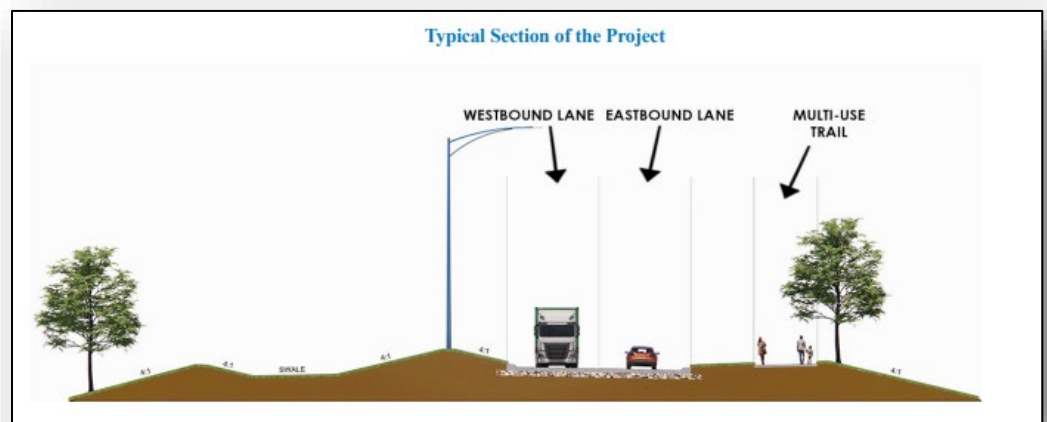 Typical Section of the Project
WESTBOUND LANE
EASTBOUND LANE
MULTI-USE
TRAIL
4:1
4:1
SWALE
4:1
4:1
4:1